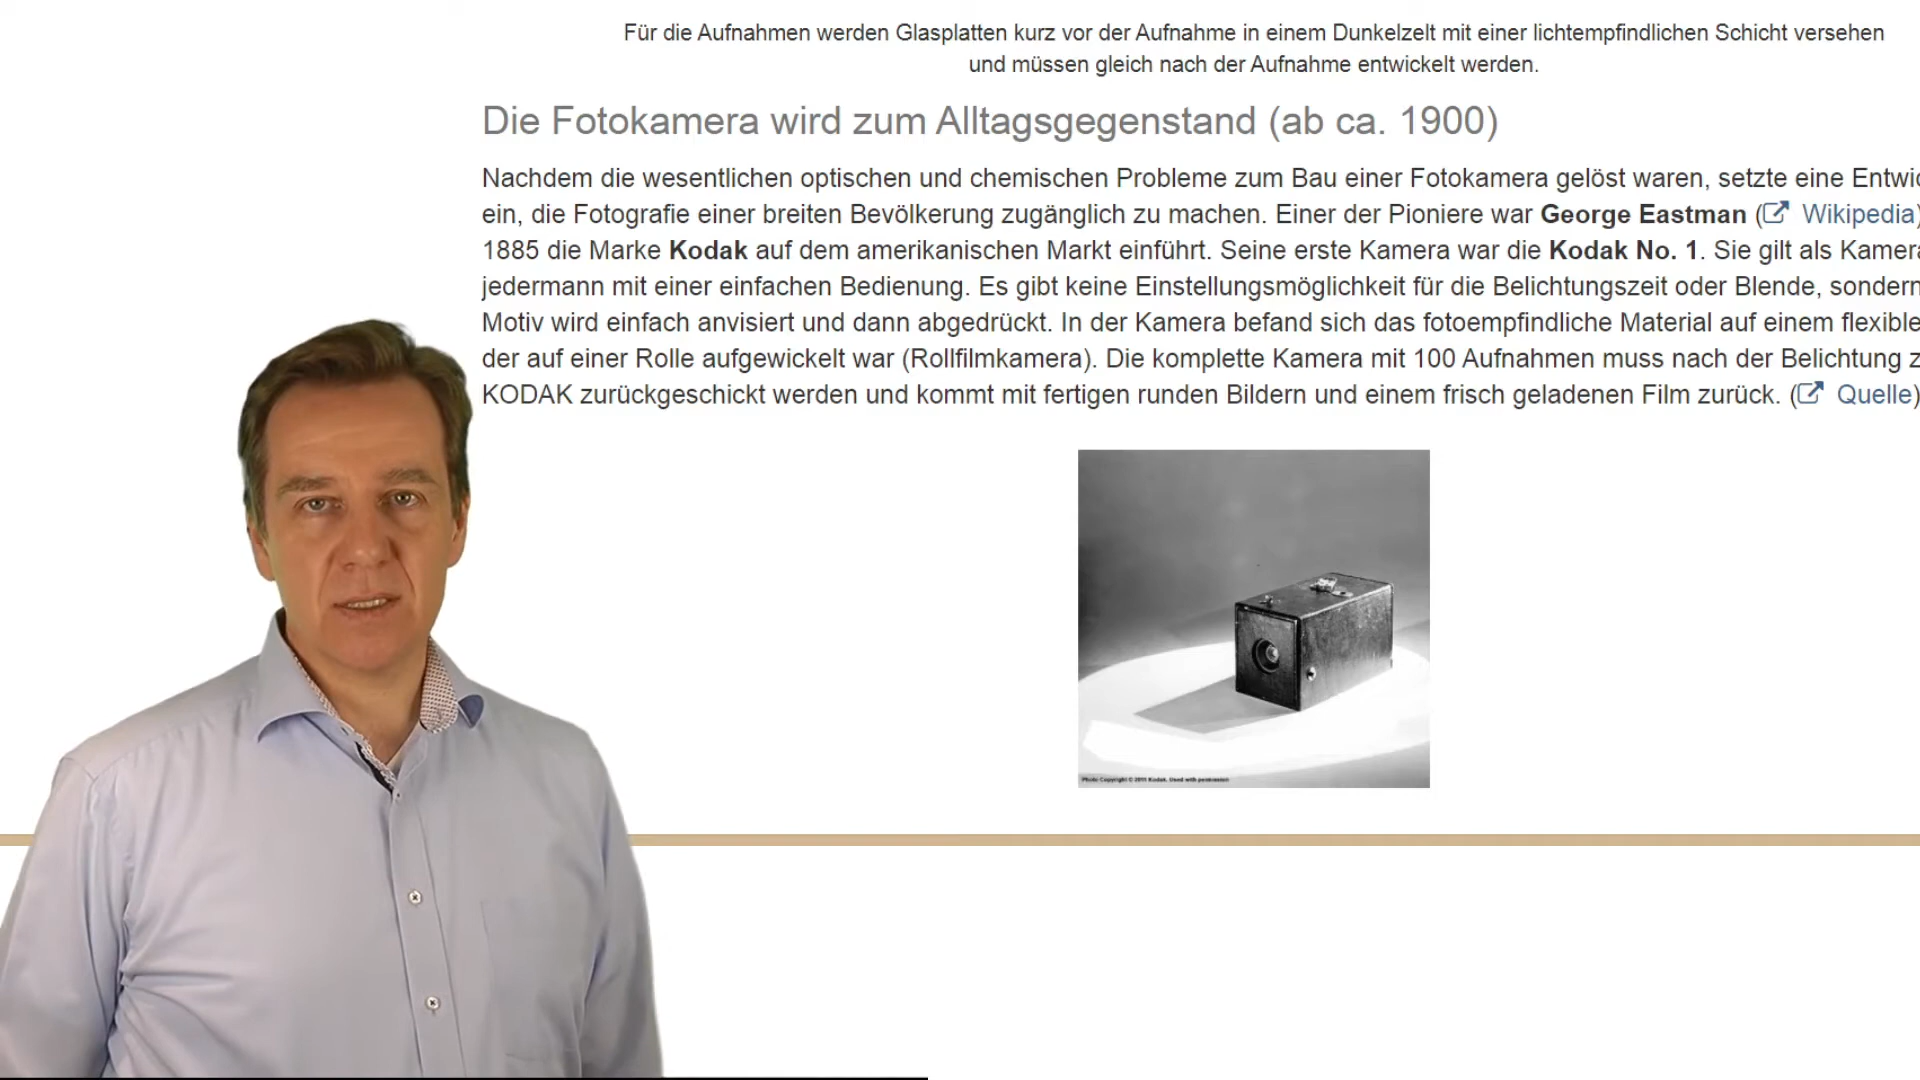 Für die Aufnahmen werden Glasplatten kurz vor der Aufnahme in einem Dunkelzelt mit einer lichtempfindlichen Schicht versehen
und müssen gleich nach der Aufnahme entwickelt werden.
Die Fotokamera wird zum Alltagsgegenstand (ab ca. 1900)
Nachdem die wesentlichen optischen und chemischen Probleme zum Bau einer Fotokamera gelöst waren, setzte eine Entwic
ein, die Fotografie einer breiten Bevölkerung zugänglich zu machen. Einer der Pioniere war George Eastman ( Wikipedia)
1885 die Marke Kodak auf dem amerikanischen Markt einführt. Seine erste Kamera war die Kodak No. 1. Sie gilt als Kamera
jedermann mit einer einfachen Bedienung. Es gibt keine Einstellungsmöglichkeit für die Belichtungszeit oder Blende, sondern
Motiv wird einfach anvisiert und dann abgedrückt. In der Kamera befand sich das fotoempfindliche Material auf einem flexible
der auf einer Rolle aufgewickelt war (Rollfilmkamera). Die komplette Kamera mit 100 Aufnahmen muss nach der Belichtung z
KODAK zurückgeschickt werden und kommt mit fertigen runden Bildern und einem frisch geladenen Film zurück. ( Quelle)
Photo Copyright © 2011 Kodak. Used with permission